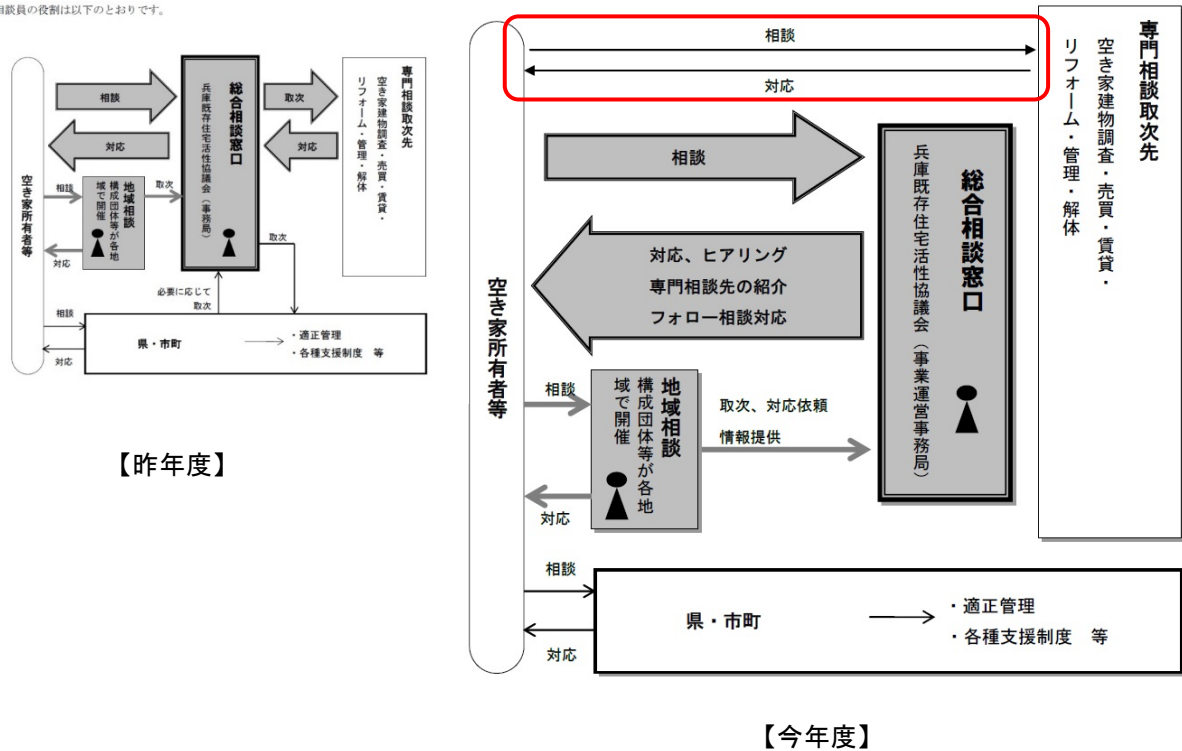 相談員の役割は以下のとおりです。
空き家所有者等
相談
対応
相談
対応
地域相談
構成団体等が各地
域で開催
取次
総合相談窓口
兵庫既存住宅活性協議会（事務局）
取次
対応
専門相談取次先
空き家建物調査・売買・賃貸・
リフォーム・管理・解体
必要に応じて
取次
取次
相談
対応
県・市町
・適正管理
・各種支援制度　等
【昨年度】
空き家所有者等
相談
対応
専門相談取次先
空き家建物調査・売買・賃貸・
リフォーム・管理・解体
相談
対応、ヒアリング
専門相談先の紹介
フォロー相談対応
総合相談窓口
兵庫既存住宅活性協議会（事業運営事務局）
相談
対応
地域相談
構成団体等が各地
域で開催
取次、対応依頼
情報提供
相談
対応
県・市町
・適正管理
・各種支援制度　等
【今年度】